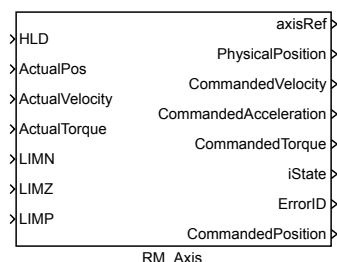 axisRef
HLD
PhysicalPosition
ActualPos
CommandedVelocity
ActualVelocity
CommandedAcceleration
ActualTorque
CommandedTorque
LIMN
iState
LIMZ
ErrorID
LIMP
CommandedPosition
RM_Axis